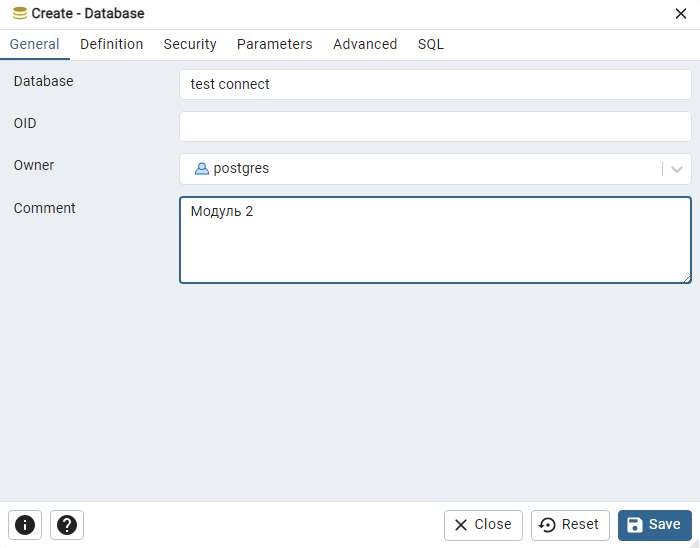 Create - Database
General Definition Security Parameters Advanced SQL
Database test connect
OID
Owner postgres
Comment Модуль 2
Close Reset Save